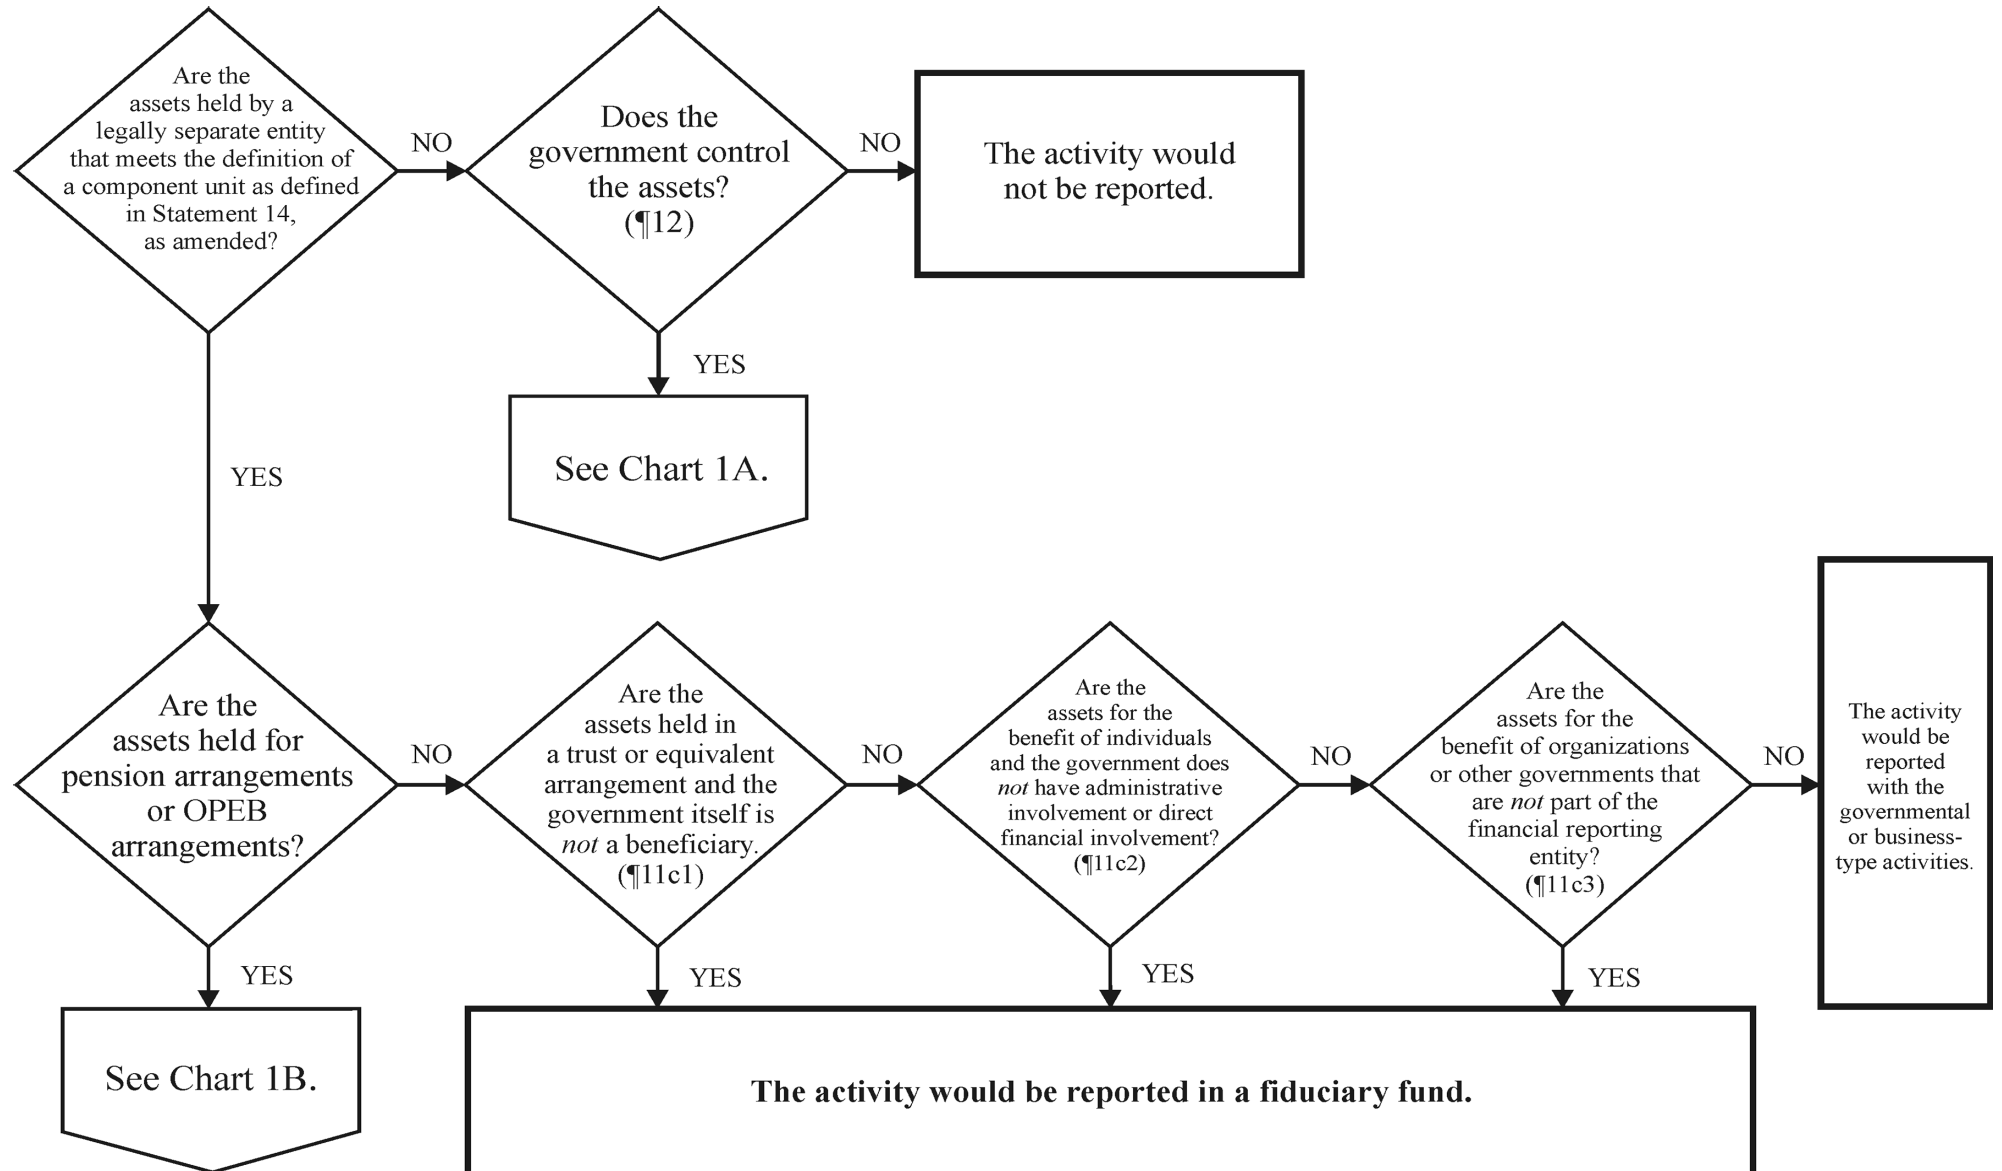 Are the
assets held by a
legally separate entity
that meets the definition of
a component unit as defined
in Statement 14,
as amended?
NO
Does the
government control
the assets?
(¶12)
NO
The activity would
not be reported.
YES
See Chart 1A.
YES
Are the
assets held for
pension arrangements
or OPEB
arrangements?
NO
Are the
assets held in
a trust or equivalent
arrangement and the
government itself is
not a beneficiary.
(¶11c1)
NO
Are the
assets for the
benefit of individuals
and the government does
not have administrative
involvement or direct
financial involvement?
(¶11c2)
NO
Are the
assets for the
benefit of organizations
or other governments that
are not part of the
financial reporting
entity?
(¶11c3)
NO
The activity
would be
reported
with the
governmental
or business-
type activities.
YES
YES
YES
YES
See Chart 1B.
The activity would be reported in a fiduciary fund.